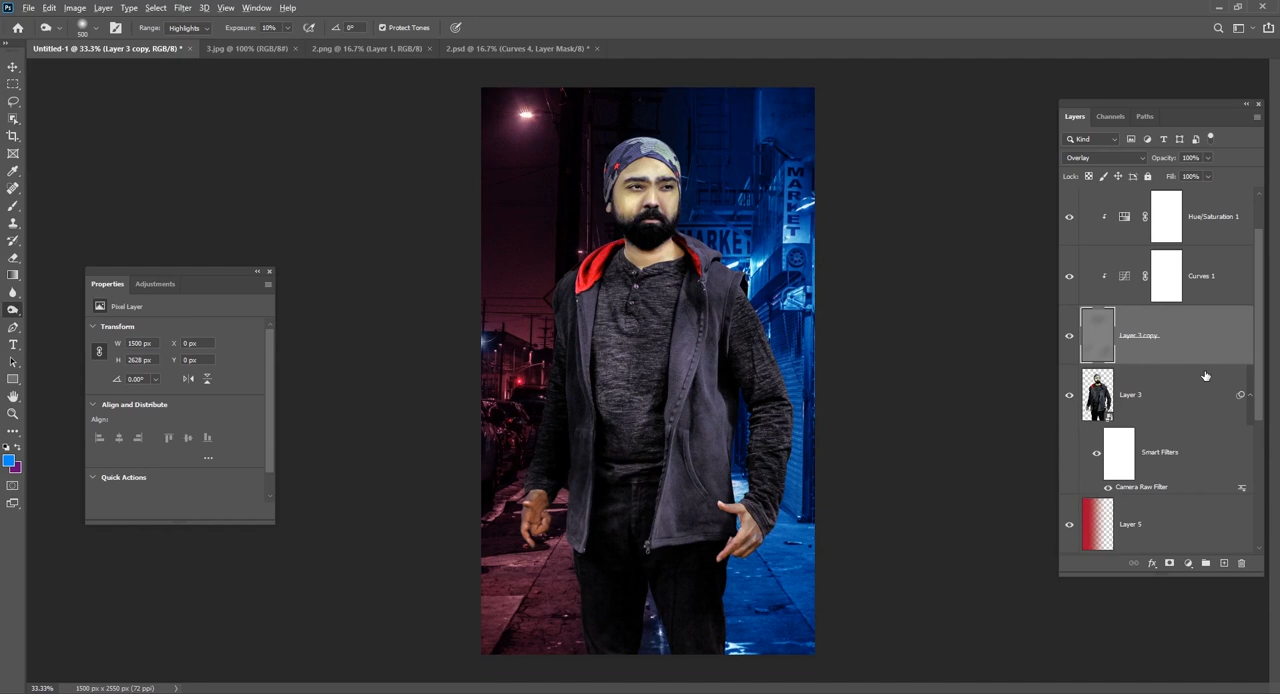 File Edit Image Layer Type Select Filter 3D View Window Help
500 Range: Highlights Exposure: 10% 0° Protect Tones
Untitled-1 @ 33.3% (Layer 3 copy, RGB/8) * × 3.jpg @ 100% (RGB/8#) × 2.png @ 16.7% (Layer 1, RGB/8) × 2.psd @ 16.7% (Curves 4, Layer Mask/8) * ×
Layers Channels Paths
Kind
Overlay Opacity: 100%
Lock: Fill: 100%
Hue/Saturation 1
Curves 1
Layer 3 copy
Layer 3
Smart Filters
Camera Raw Filter
Layer 5
Properties Adjustments
Pixel Layer
Transform
W 1500 px X 0 px
H 2628 px Y 0 px
0.00°
Align and Distribute
Align:
Quick Actions
MARKET
MARKET
33.33% 1500 px x 2550 px (72 ppi)